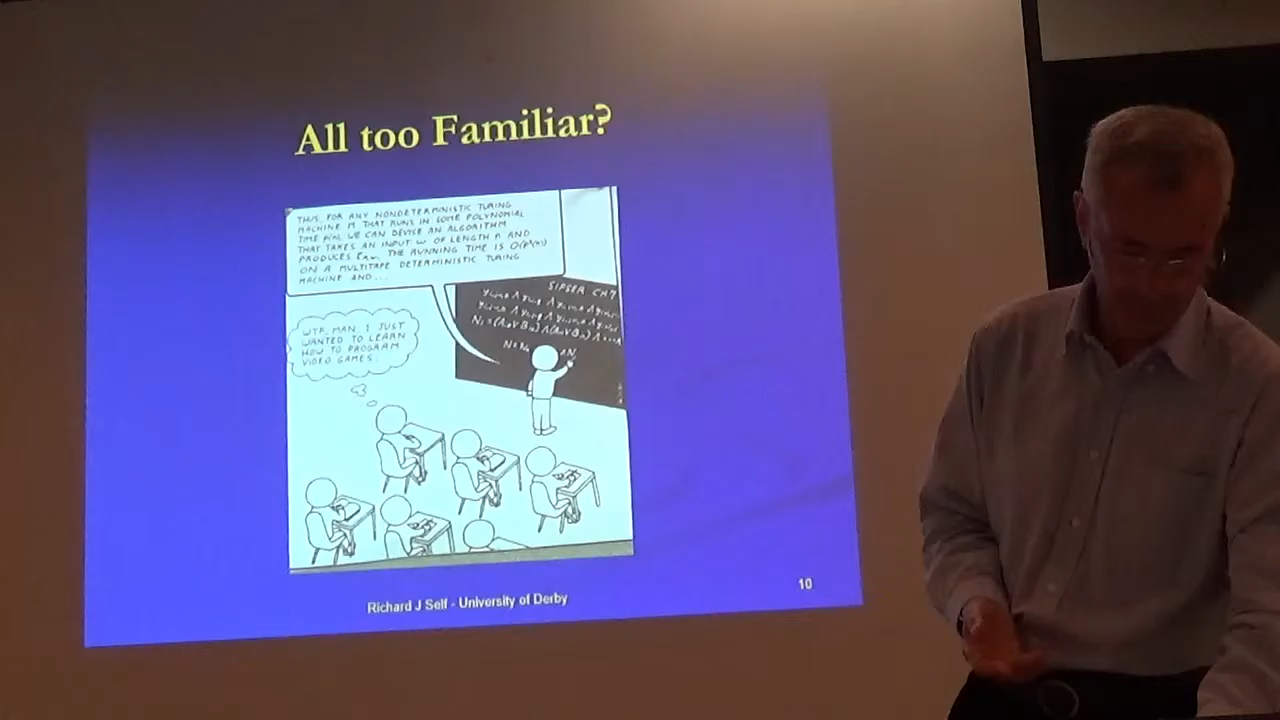 All too Familiar?
THUS, FOR ANY NONDETERMINISTIC TURING
MACHINE M THAT RUNS IN SOME POLYNOMIAL
TIME p(n), WE CAN DEVISE AN ALGORITHM
THAT TAKES AN INPUT ω OF LENGTH n AND
PRODUCES THE RUNNING TIME IS O(p²(n))
ON A MULTITAPE DETERMINISTIC TURING
MACHINE AND...
SIPSER CH7
WTF, MAN. I JUST
WANTED TO LEARN
HOW TO PROGRAM
VIDEO GAMES.
Richard J Self - University of Derby
10